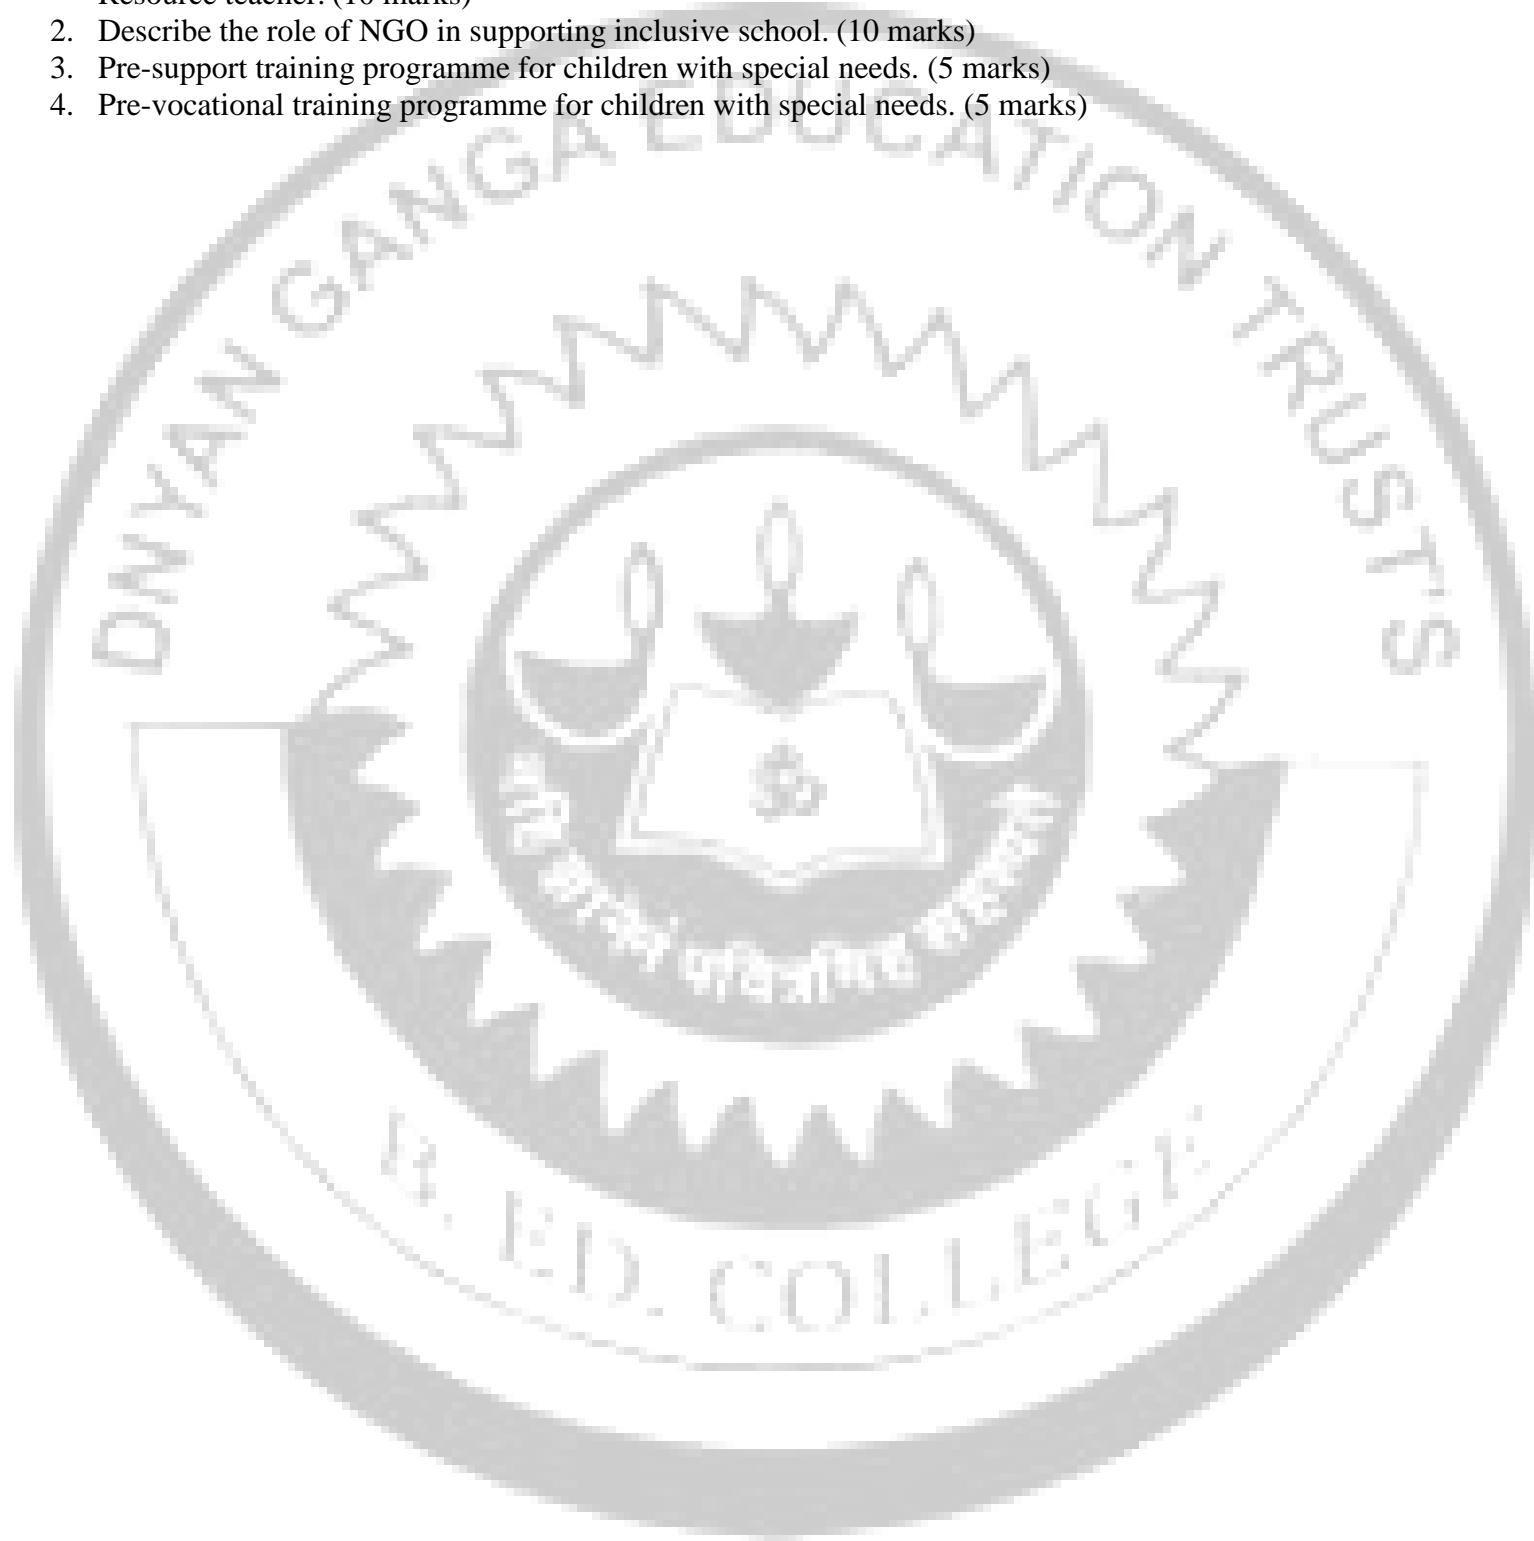 Resource teacher. (10 marks)
2. Describe the role of NGO in supporting inclusive school. (10 marks)
3. Pre-support training programme for children with special needs. (5 marks)
4. Pre-vocational training programme for children with special needs. (5 marks)
DNYAN GANGA EDUCATION TRUST'S
ॐ
B. ED. COLLEGE